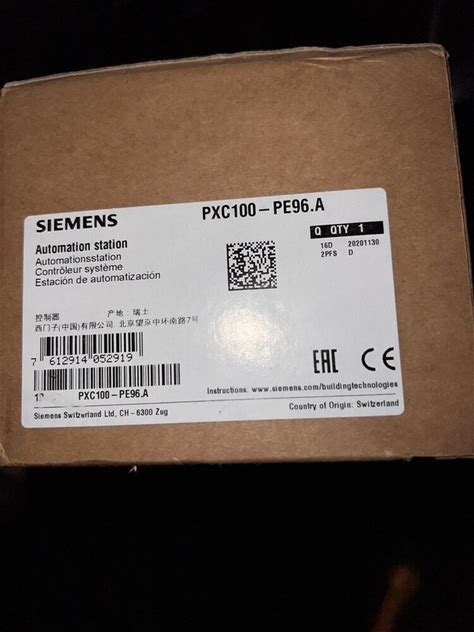 SIEMENS
PXC100-PE96.A
Q QTY 1
Automation station
Automationsstation
Contrôleur système
Estación de automatización
16D 20201130
2PFS D
控制器 产地: 瑞士
西门子(中国)有限公司, 北京望京中环南路7号
7 612914 052919
EAC CE
PXC100-PE96.A
Instructions: www.siemens.com/buildingtechnologies
Siemens Switzerland Ltd, CH-6300 Zug
Country of Origin: Switzerland